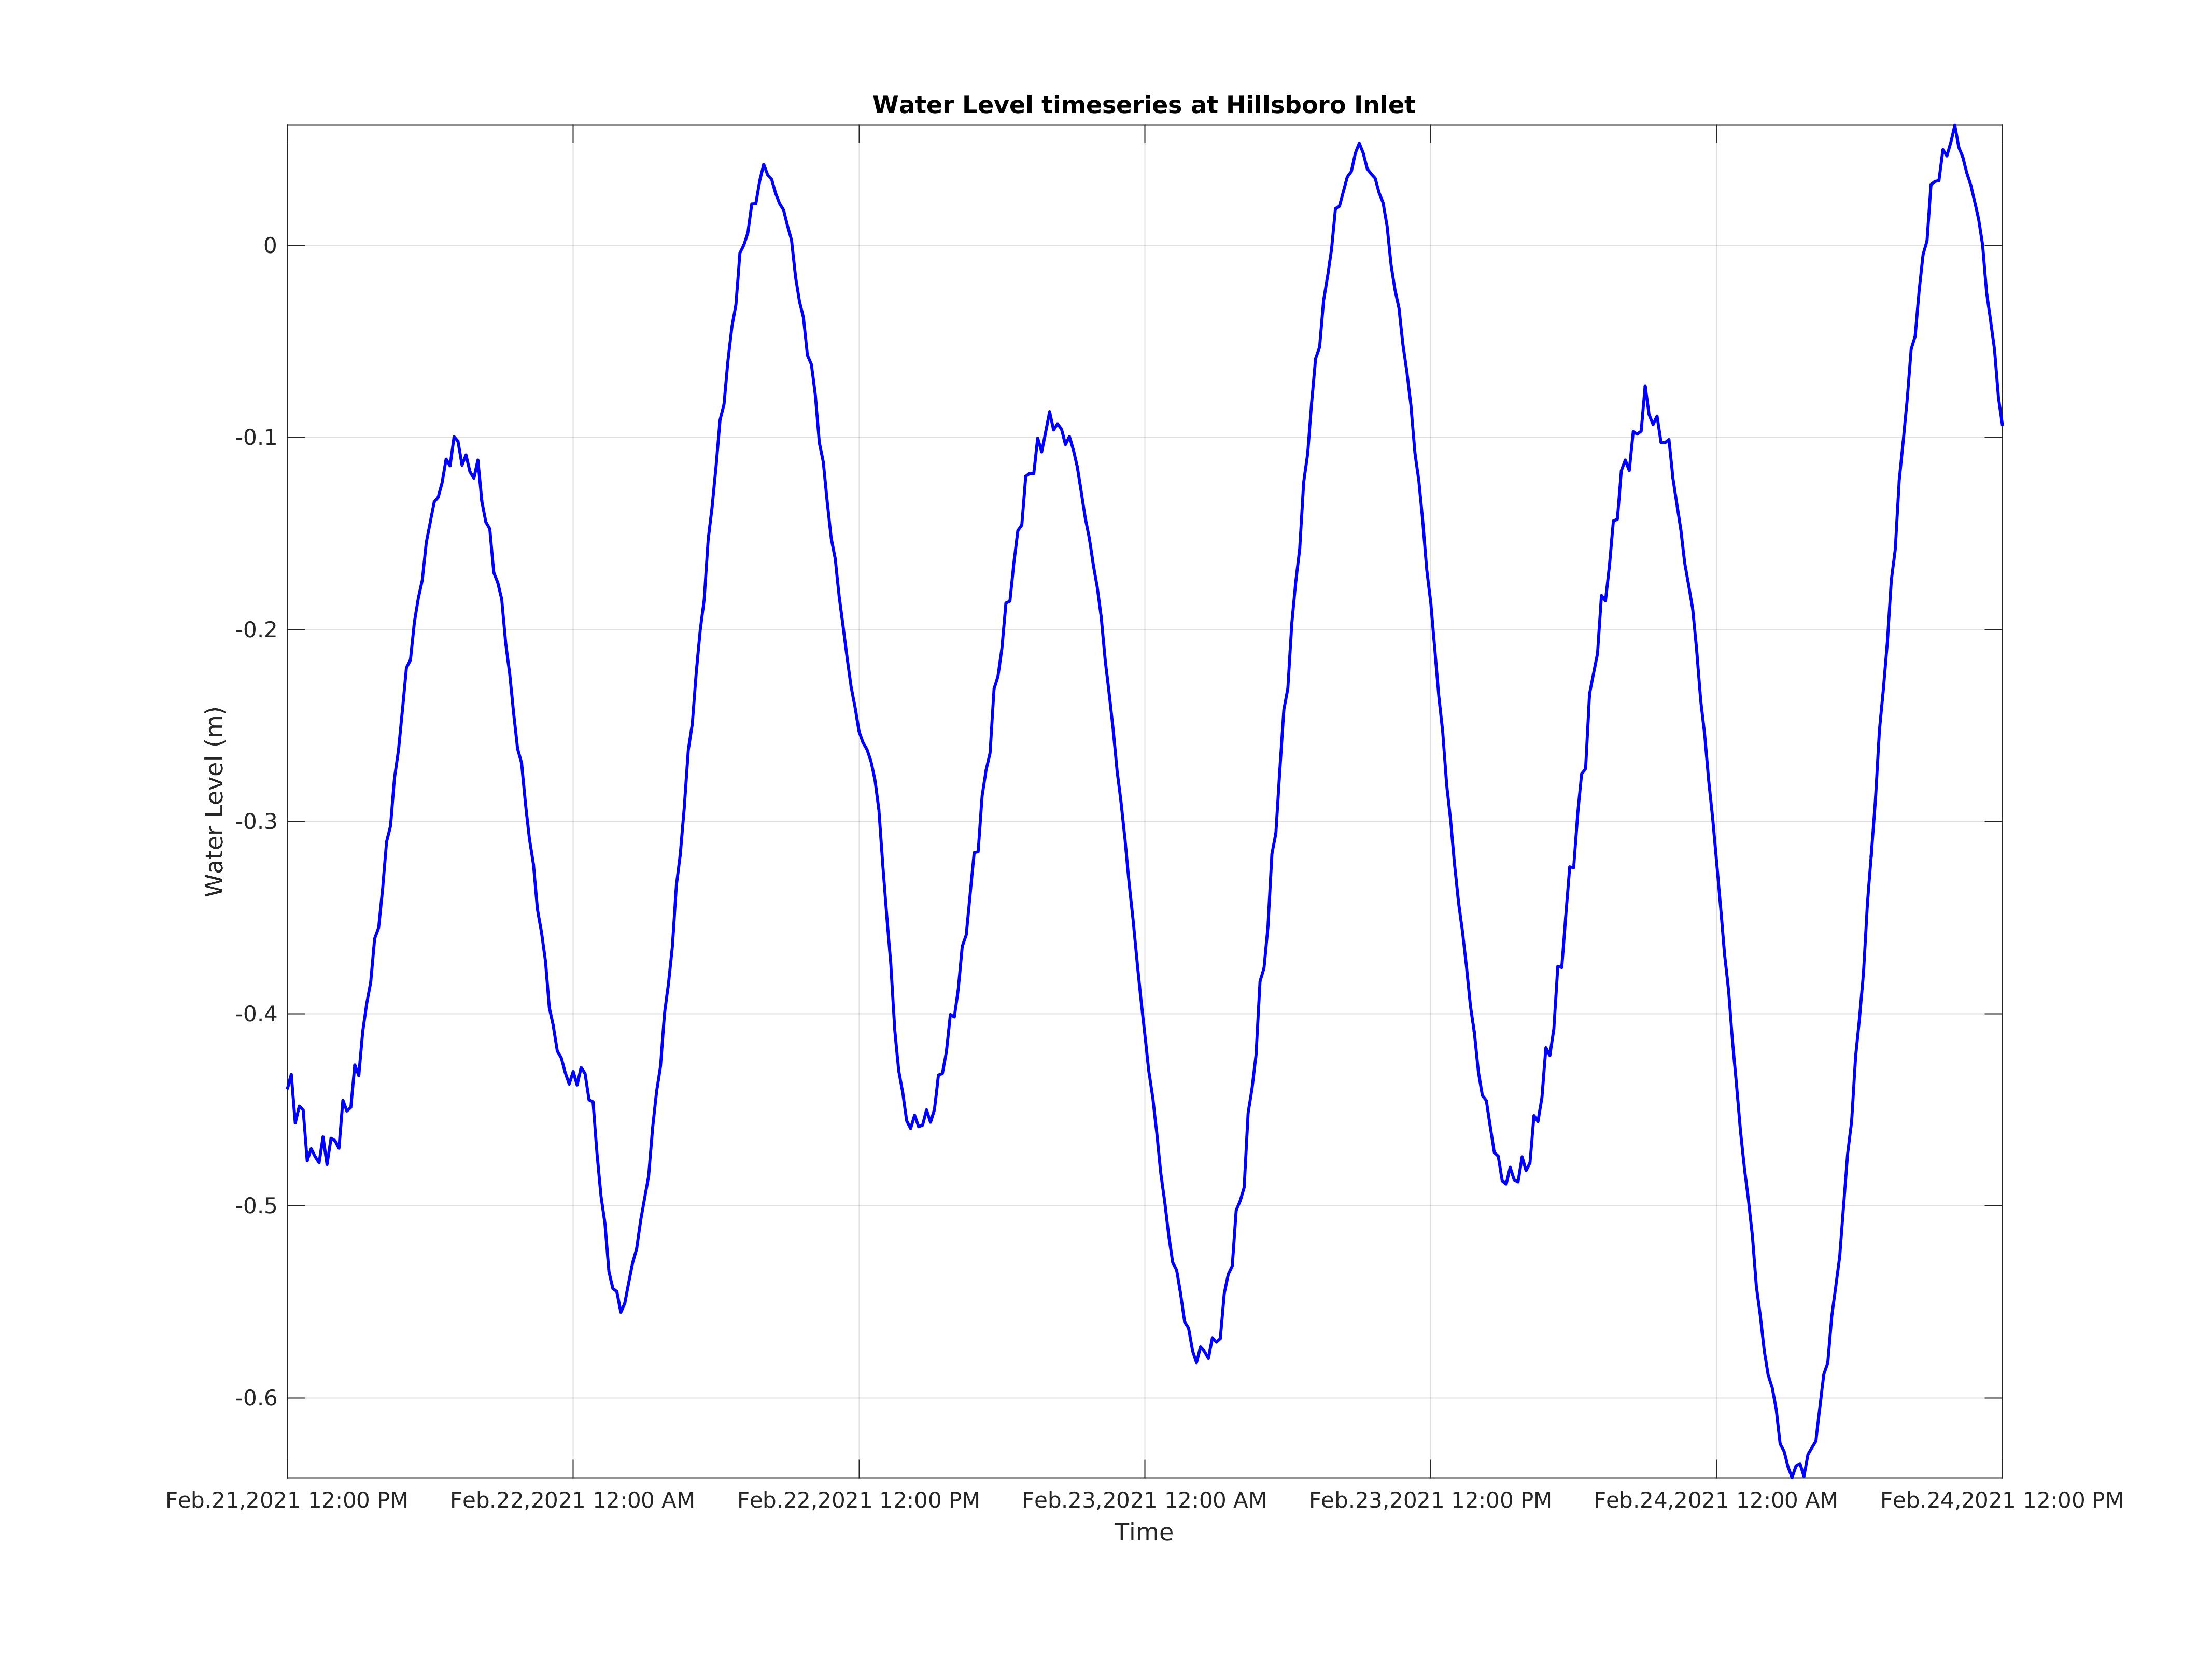 Water Level timeseries at Hillsboro Inlet
0
-0.1
-0.2
-0.3
-0.4
-0.5
-0.6
Water Level (m)
Feb.21,2021 12:00 PM
Feb.22,2021 12:00 AM
Feb.22,2021 12:00 PM
Feb.23,2021 12:00 AM
Feb.23,2021 12:00 PM
Feb.24,2021 12:00 AM
Feb.24,2021 12:00 PM
Time